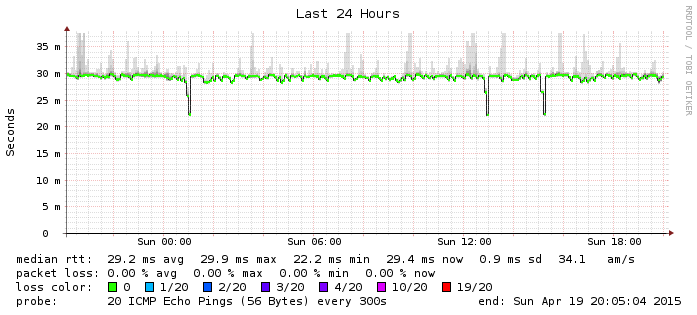 Last 24 Hours
RRDTOOL / TOBI OETIKER
Seconds
35 m
30 m
25 m
20 m
15 m
10 m
5 m
0
Sun 00:00 Sun 06:00 Sun 12:00 Sun 18:00
median rtt: 29.2 ms avg 29.9 ms max 22.2 ms min 29.4 ms now 0.9 ms sd 34.1 am/s
packet loss: 0.00 % avg 0.00 % max 0.00 % min 0.00 % now
loss color: 0 1/20 2/20 3/20 4/20 10/20 19/20
probe: 20 ICMP Echo Pings (56 Bytes) every 300s end: Sun Apr 19 20:05:04 2015